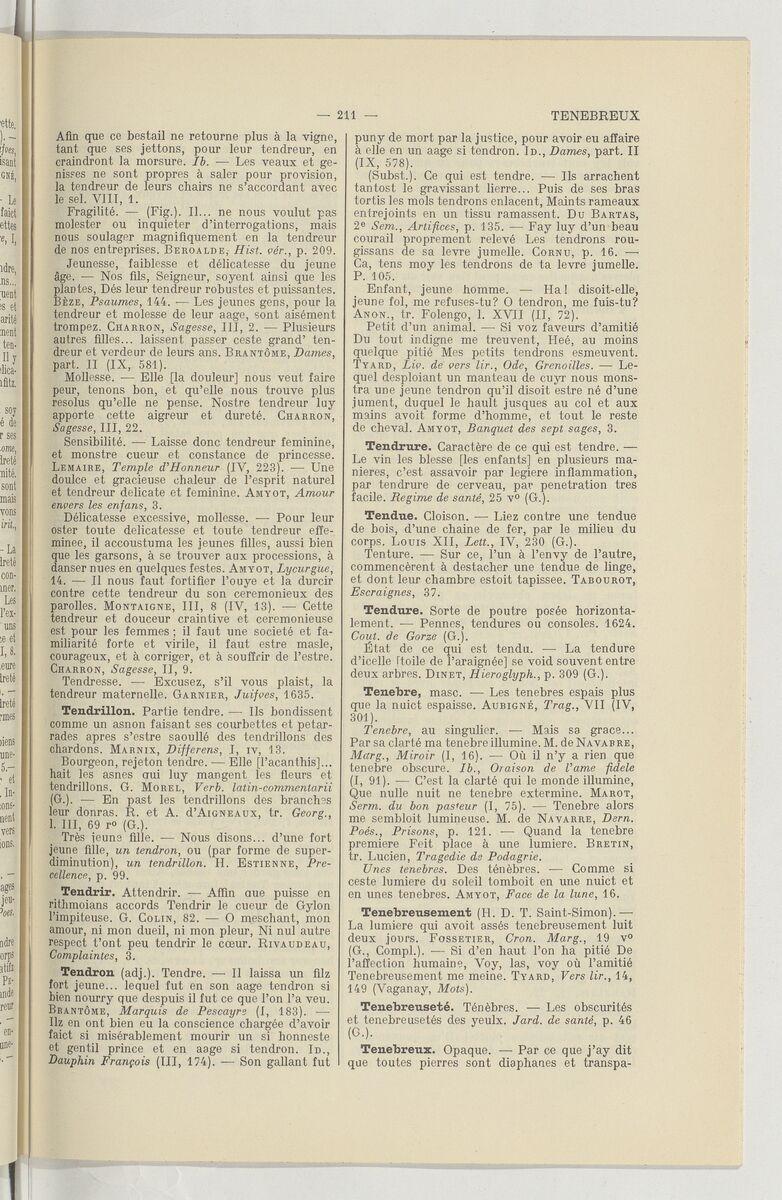 — 211 —
TENEBREUX
Afin que ce bestail ne retourne plus à la vigne,
tant que ses jettons, pour leur tendreur, en
craindront la morsure. Ib. — Les veaux et ge-
nisses ne sont propres à saler pour provision,
la tendreur de leurs chairs ne s'accordant avec
le sel. VIII, 1.
Fragilité. — (Fig.). Il... ne nous voulut pas
molester ou inquieter d'interrogations, mais
nous soulager magnifiquement en la tendreur
de nos entreprises. BEROALDE, Hist. vér., p. 209.
Jeunesse, faiblesse et délicatesse du jeune
âge. — Nos fils, Seigneur, soyent ainsi que les
plantes, Dés leur tendreur robustes et puissantes.
BÈZE, Psaumes, 144. — Les jeunes gens, pour la
tendreur et molesse de leur aage, sont aisément
trompez. CHARRON, Sagesse, III, 2. — Plusieurs
autres filles... laissent passer ceste grand' ten-
dreur et verdeur de leurs ans. BRANTÔME, Dames,
part. II (IX, 581).
Mollesse. — Elle [la douleur] nous veut faire
peur, tenons bon, et qu'elle nous trouve plus
resolus qu'elle ne pense. Nostre tendreur luy
apporte cette aigreur et dureté. CHARRON,
Sagesse, III, 22.
Sensibilité. — Laisse donc tendreur feminine,
et monstre cueur et constance de princesse.
LEMAIRE, Temple d'Honneur (IV, 223). — Une
doulce et gracieuse chaleur de l'esprit naturel
et tendreur delicate et feminine. AMYOT, Amour
envers les enfans, 3.
Délicatesse excessive, mollesse. — Pour leur
oster toute delicatesse et toute tendreur effe-
minee, il accoustuma les jeunes filles, aussi bien
que les garsons, à se trouver aux processions, à
danser nues en quelques festes. AMYOT, Lycurgue,
14. — Il nous faut fortifier l'ouye et la durcir
contre cette tendreur du son ceremonieux des
parolles. MONTAIGNE, III, 8 (IV, 13). — Cette
tendreur et douceur craintive et ceremonieuse
est pour les femmes ; il faut une societé et fa-
miliarité forte et virile, il faut estre masle,
courageux, et à corriger, et à souffrir de l'estre.
CHARON, Sagesse, II, 9.
Tendresse. — Excusez, s'il vous plaist, la
tendreur maternelle. GARNIER, Juifves, 1635.
Tendrillon. Partie tendre. — Ils bondissent
comme un asnon faisant ses courbettes et petar-
rades apres s'estre saoullé des tendrillons des
chardons. MARNIX, Differens, I, IV, 13.
Bourgeon, rejeton tendre. — Elle [l'acanthis]...
hait les asnes qui luy mangent les fleurs et
tendrillons. G. MOREL, Verb. latin-commentarii
(G.). — En past les tendrillons des branches
leur donras. R. et A. D'AIGNEAUX, tr. Georg.,
l. III, 69 r° (G.).
Très jeune fille. — Nous disons... d'une fort
jeune fille, un tendron, ou (par forme de super-
diminution), un tendrillon. H. ESTIENNE, Pre-
cellence, p. 99.
Tendrir. Attendrir. — Affin que puisse en
rithmoians accords Tendrir le cueur de Gylon
l'impiteuse. G. COLIN, 82. — O meschant, mon
amour, ni mon dueil, ni mon pleur, Ni nul autre
respect t'ont peu tendrir le cœur. RIVAUDEAU,
Complaintes, 3.
Tendron (adj.). Tendre. — Il laissa un filz
fort jeune... lequel fut en son aage tendron si
bien nourry que despuis il fut ce que l'on l'a veu.
BRANTÔME, Marquis de Pescayre (I, 183). —
Ilz en ont bien eu la conscience chargée d'avoir
faict si misérablement mourir un si honneste
et gentil prince et en aage si tendron. ID.,
Dauphin François (III, 174). — Son gallant fut
puny de mort par la justice, pour avoir eu affaire
à elle en un aage si tendron. ID., Dames, part. II
(IX, 578).
(Subst.). Ce qui est tendre. — Ils arrachent
tantost le gravissant lierre... Puis de ses bras
tortis les mols tendrons enlacent, Maints rameaux
entrejoints en un tissu ramassent. DU BARTAS,
2e Sem., Artifices, p. 135. — Fay luy d'un beau
courail proprement relevé Les tendrons rou-
gissans de sa levre jumelle. CORNU, p. 16. —
Ca, tens moy les tendrons de ta levre jumelle.
P. 105.
Enfant, jeune homme. — Ha! disoit-elle,
jeune fol, me refuses-tu? O tendron, me fuis-tu?
ANON., tr. Folengo, l. XVII (II, 72).
Petit d'un animal. — Si voz faveurs d'amitié
Du tout indigne me treuvent, Heé, au moins
quelque pitié Mes petits tendrons esmeuvent.
TYARD, Liv. de vers lir., Ode, Grenoilles. — Le-
quel desploiant un manteau de cuyr nous mons-
tra une jeune tendron qu'il disoit estre né d'une
jument, duquel le hault jusques au col et aux
mains avoit forme d'homme, et tout le reste
de cheval. AMYOT, Banquet des sept sages, 3.
Tendrure. Caractère de ce qui est tendre. —
Le vin les blesse [les enfants] en plusieurs ma-
nieres, c'est assavoir par legiere inflammation,
par tendrure de cerveau, par penetration tres
facile. Regime de santé, 25 v° (G.).
Tendue. Cloison. — Liez contre une tendue
de bois, d'une chaine de fer, par le milieu du
corps. LOUIS XII, Lett., IV, 230 (G.).
Tenture. — Sur ce, l'un à l'envy de l'autre,
commencèrent à destacher une tendue de linge,
et dont leur chambre estoit tapissee. TABOUROT,
Escraignes, 37.
Tendure. Sorte de poutre posée horizonta-
lement. — Pennes, tendures ou consoles. 1624.
Cout. de Gorze (G.).
État de ce qui est tendu. — La tendure
d'icelle [toile de l'araignée] se void souvent entre
deux arbres. DINET, Hieroglyph., p. 309 (G.).
Tenebre, masc. — Les tenebres espais plus
que la nuict espaisse. AUBIGNÉ, Trag., VII (IV,
301).
Tenebre, au singulier. — Mais sa grace...
Par sa clarté ma tenebre illumine. M. de NAVARRE,
Marg., Miroir (I, 16). — Où il n'y a rien que
tenebre obscure. Ib., Oraison de l'ame fidele
(I, 91). — C'est la clarté qui le monde illumine,
Que nulle nuit ne tenebre extermine. MAROT,
Serm. du bon pasteur (I, 75). — Tenebre alors
me sembloit lumineuse. M. de NAVARRE, Dern.
Poés., Prisons, p. 121. — Quand la tenebre
premiere Feit place à une lumiere. BRETIN,
tr. Lucien, Tragedie de Podagrie.
Unes tenebres. Des ténèbres. — Comme si
ceste lumiere du soleil tomboit en une nuict et
en unes tenebres. AMYOT, Face de la lune, 16.
Tenebreusement (H. D. T. Saint-Simon). —
La lumiere qui avoit assés tenebreusement luit
deux jours. FOSSETIER, Cron. Marg., 19 v°
(G., Compl.). — Si d'en haut l'on ha pitié De
l'affection humaine, Voy, las, voy où l'amitié
Tenebreusement me meine. TYARD, Vers lir., 14,
149 (Vaganay, Mots).
Tenebreuseté. Ténèbres. — Les obscurités
et tenebreusetés des yeulx. Jard. de santé, p. 46
(G.).
Tenebreux. Opaque. — Par ce que j'ay dit
que toutes pierres sont diaphanes et transpa-